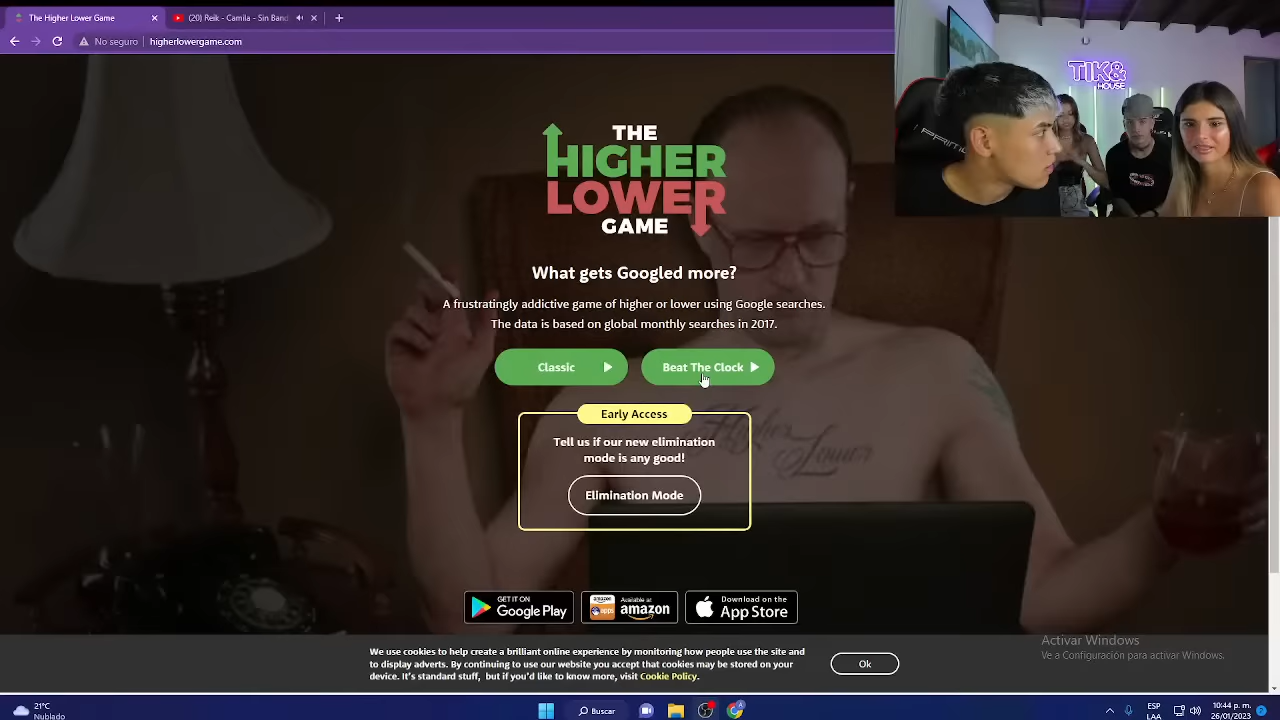 The Higher Lower Game
(20) Reik - Camila - Sin Band
No seguro
higherlowergame.com
TIK&
HOUSE
THE
HIGHER
LOWER
GAME
What gets Googled more?
A frustratingly addictive game of higher or lower using Google searches.
The data is based on global monthly searches in 2017.
Classic
Beat The Clock
Early Access
Tell us if our new elimination
mode is any good!
Higher
Lower
Elimination Mode
GET IT ON
Google Play
amazon
apps
Available at
amazon
Download on the
App Store
Activar Windows
Ve a Configuración para activar Windows.
We use cookies to help create a brilliant online experience by monitoring how people use the site and
to display adverts. By continuing to use our website you accept that cookies may be stored on your
device. It's standard stuff, but if you'd like to know more, visit Cookie Policy.
Ok
21°C
Nublado
Buscar
ESP
LAA
10:44 p. m.
26/01/2023